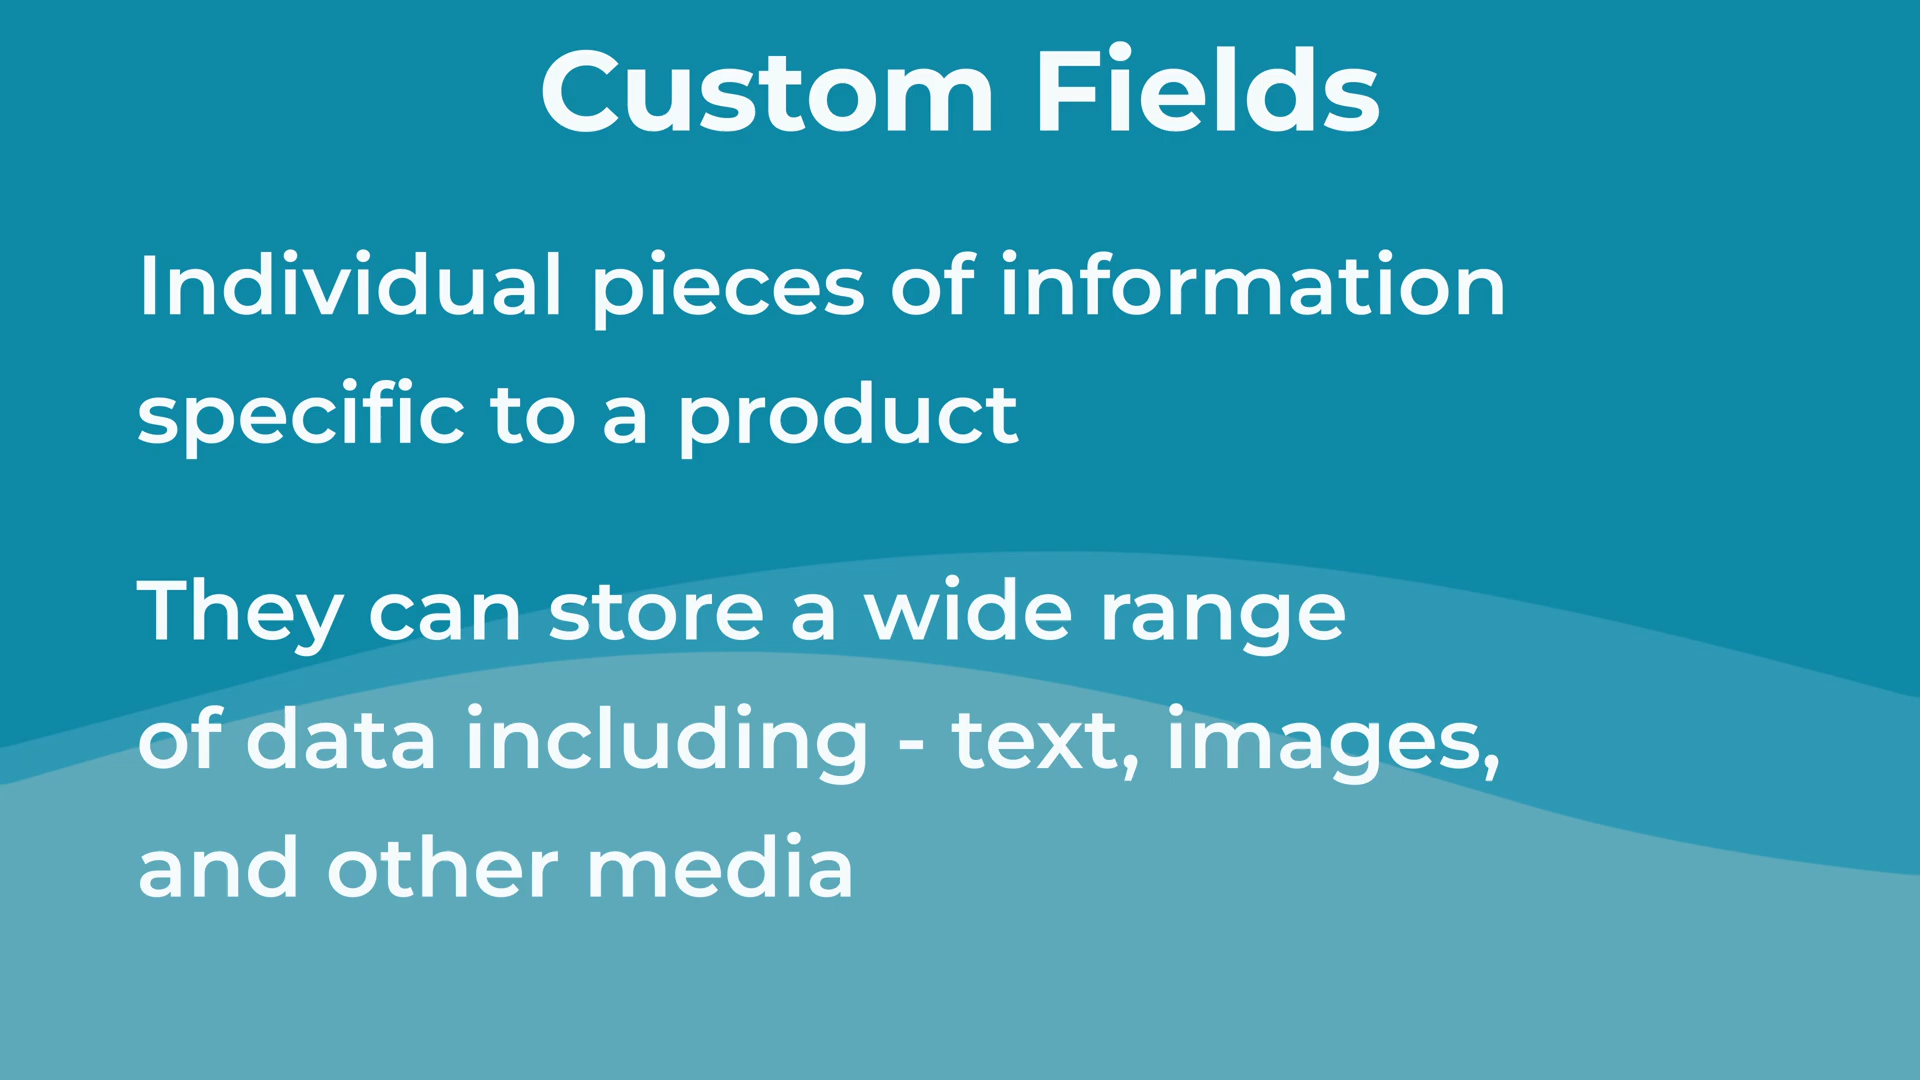 Custom Fields
Individual pieces of information
specific to a product
They can store a wide range
of data including - text, images,
and other media